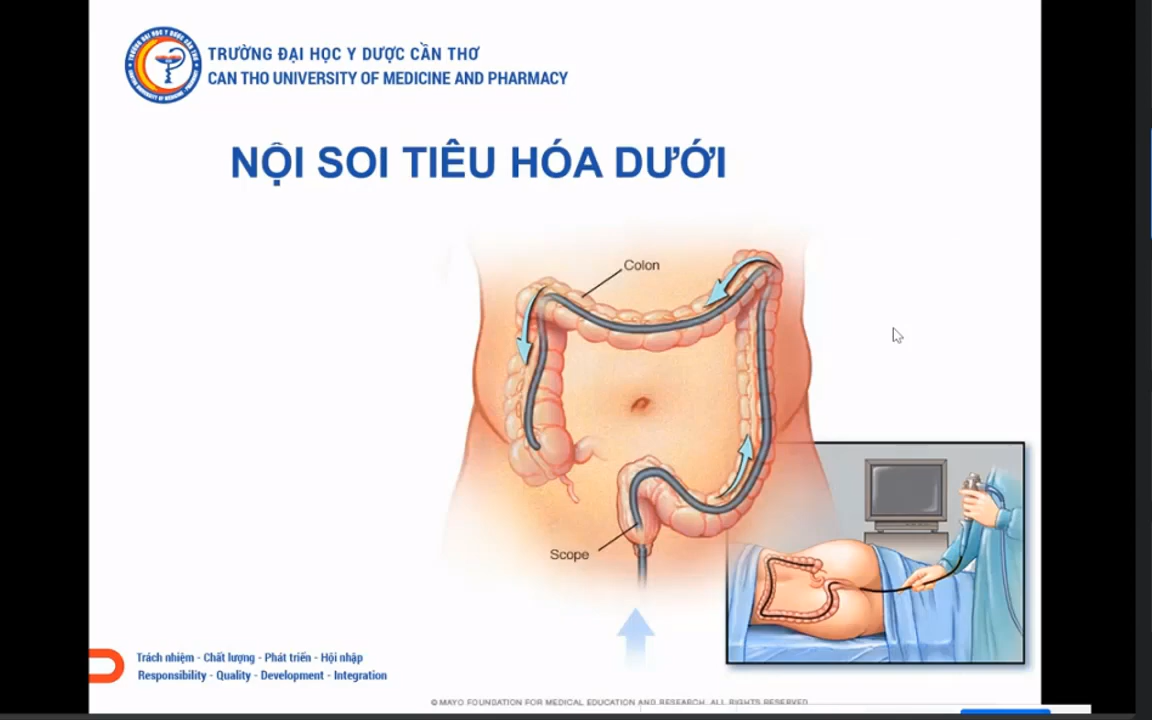 TRƯỜNG ĐẠI HỌC Y DƯỢC CẦN THƠ
CAN THO UNIVERSITY OF MEDICINE AND PHARMACY
NỘI SOI TIÊU HÓA DƯỚI
Colon
Scope
Trách nhiệm - Chất lượng - Phát triển - Hội nhập
Responsibility - Quality - Development - Integration
© MAYO FOUNDATION FOR MEDICAL EDUCATION AND RESEARCH. ALL RIGHTS RESERVED.